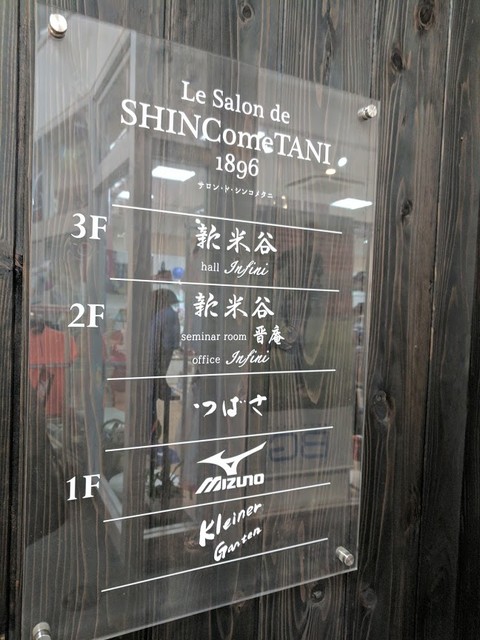 Le Salon de
SHINComeTANI
1896
サロン・ド・シンコメタニ
3F
新米谷
hall Infini
2F
新米谷
seminar room 晋庵
office Infini
つばさ
1F
MIZUNO
Kleiner
Garten